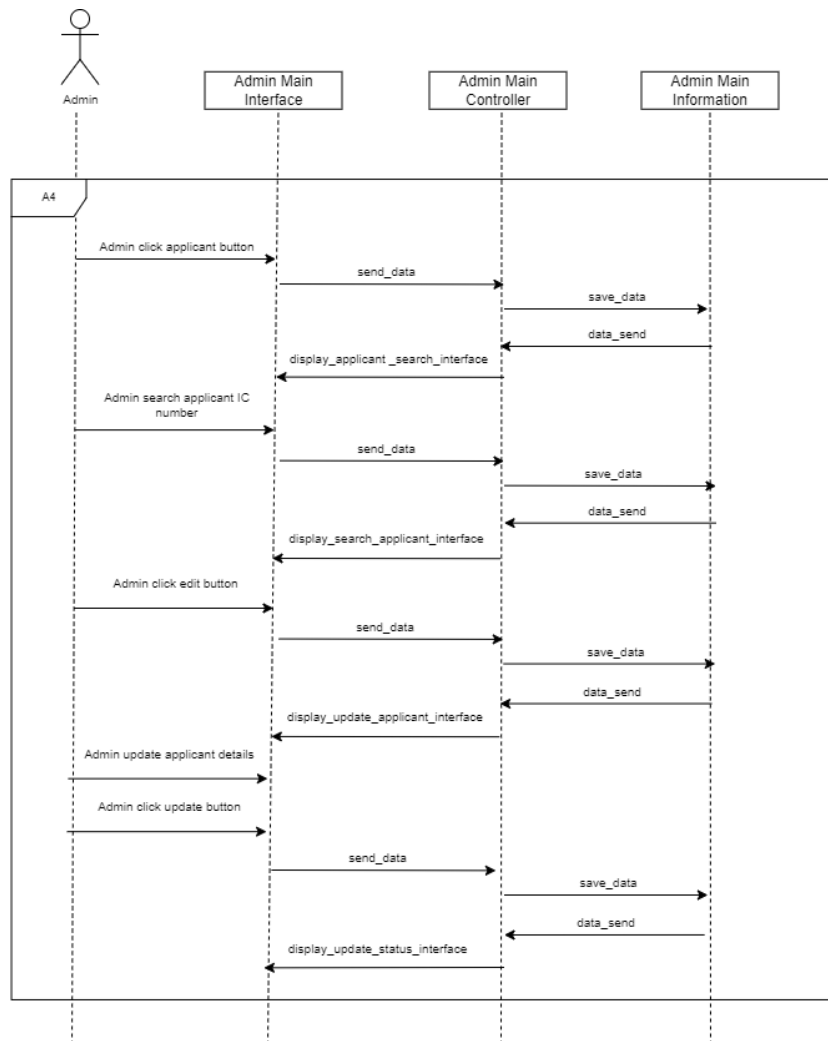 Admin
Admin Main
Interface
Admin Main
Controller
Admin Main
Information
A4
Admin click applicant button
send_data
save_data
data_send
display_applicant _search_interface
Admin search applicant IC
number
send_data
save_data
data_send
display_search_applicant_interface
Admin click edit button
send_data
save_data
data_send
display_update_applicant_interface
Admin update applicant details
Admin click update button
send_data
save_data
data_send
display_update_status_interface